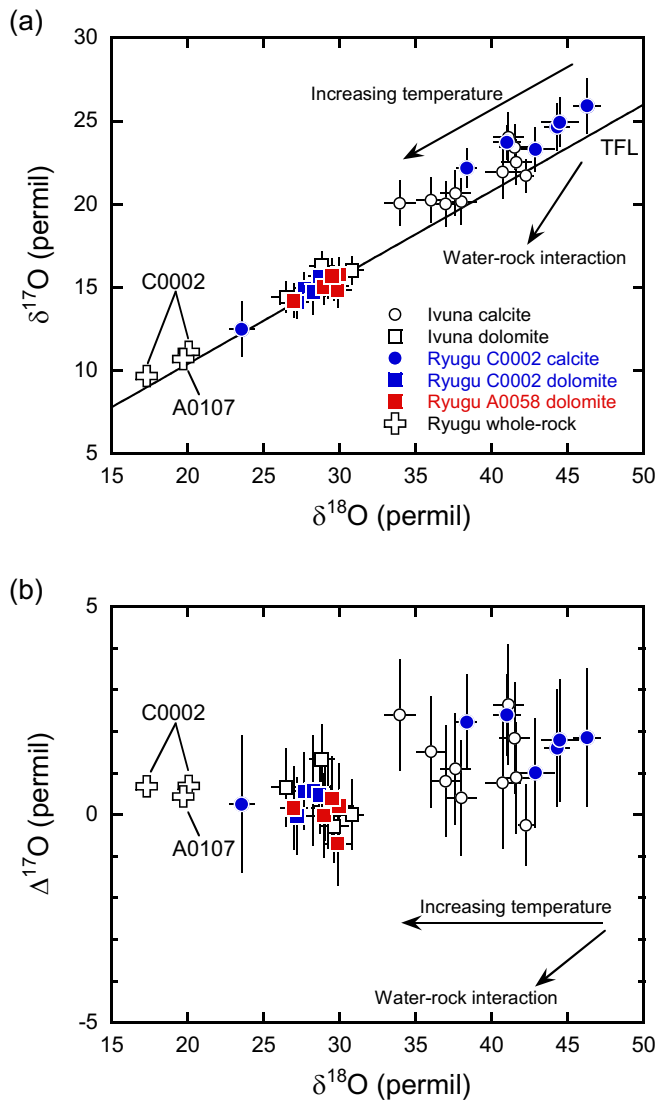 (a)
30
25
20
15
10
5
δ¹⁷O (permil)
Increasing temperature
TFL
Water-rock interaction
C0002
A0107
Ivuna calcite
Ivuna dolomite
Ryugu C0002 calcite
Ryugu C0002 dolomite
Ryugu A0058 dolomite
Ryugu whole-rock
15 20 25 30 35 40 45 50
δ¹⁸O (permil)
(b)
5
0
-5
Δ¹⁷O (permil)
C0002
A0107
Increasing temperature
Water-rock interaction
15 20 25 30 35 40 45 50
δ¹⁸O (permil)